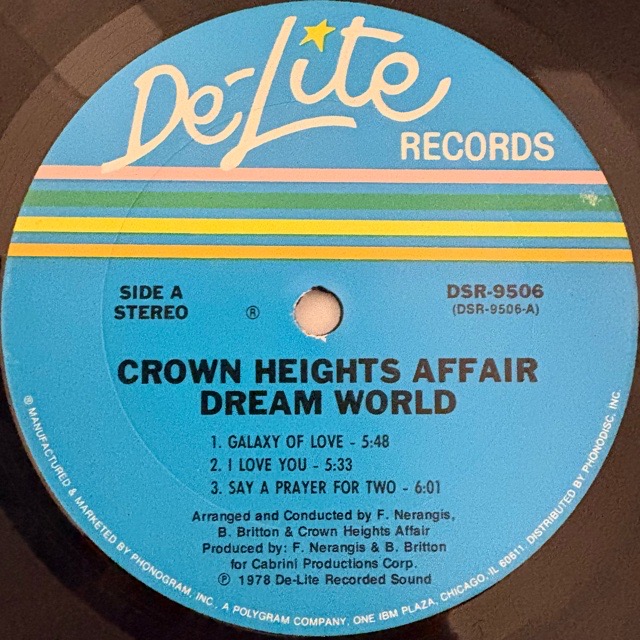 De-Lite
RECORDS
SIDE A
STEREO
®
DSR-9506
(DSR-9506-A)
CROWN HEIGHTS AFFAIR
DREAM WORLD
1. GALAXY OF LOVE - 5:48
2. I LOVE YOU - 5:33
3. SAY A PRAYER FOR TWO - 6:01
Arranged and Conducted by F. Nerangis,
B. Britton & Crown Heights Affair
Produced by: F. Nerangis & B. Britton
for Cabrini Productions Corp.
℗ 1978 De-Lite Recorded Sound
® MANUFACTURED & MARKETED BY PHONOGRAM, INC., A POLYGRAM COMPANY, ONE IBM PLAZA, CHICAGO, IL 60611. DISTRIBUTED BY PHONODISC, INC.